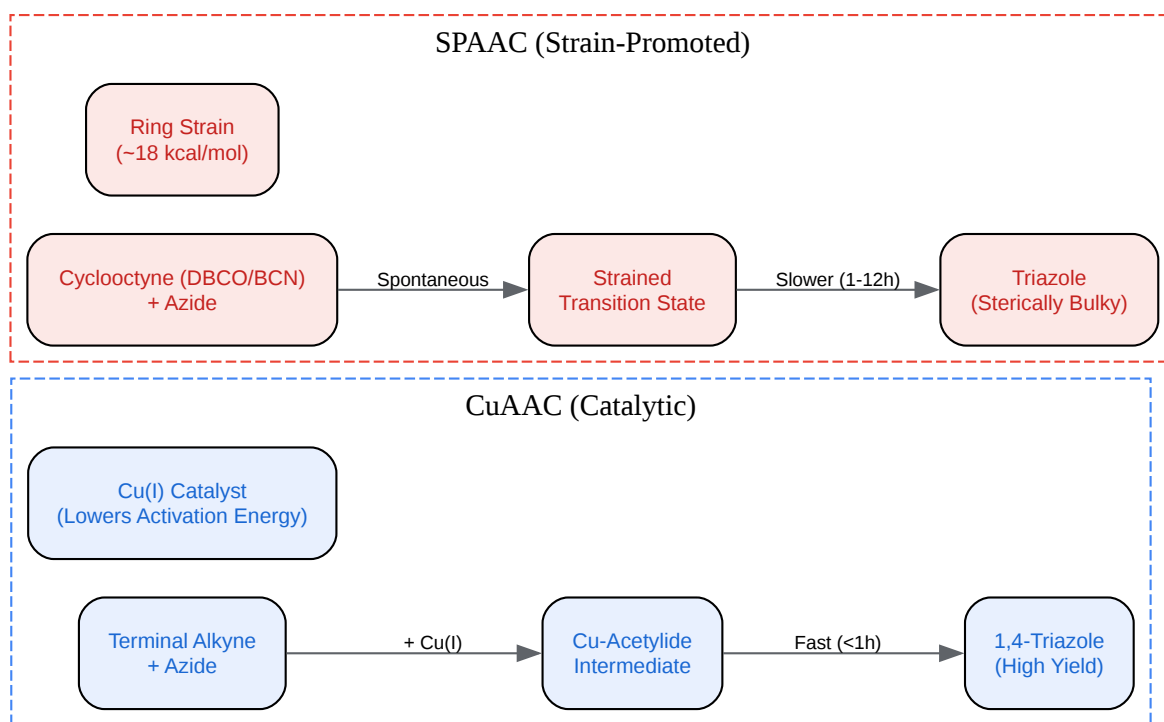 SPAAC (Strain-Promoted)
Ring Strain
(~18 kcal/mol)
Cyclooctyne (DBCO/BCN)
+ Azide
Spontaneous
Strained
Transition State
Slower (1-12h)
Triazole
(Sterically Bulky)
CuAAC (Catalytic)
Cu(I) Catalyst
(Lowers Activation Energy)
Terminal Alkyne
+ Azide
+ Cu(I)
Cu-Acetylide
Intermediate
Fast (<1h)
1,4-Triazole
(High Yield)